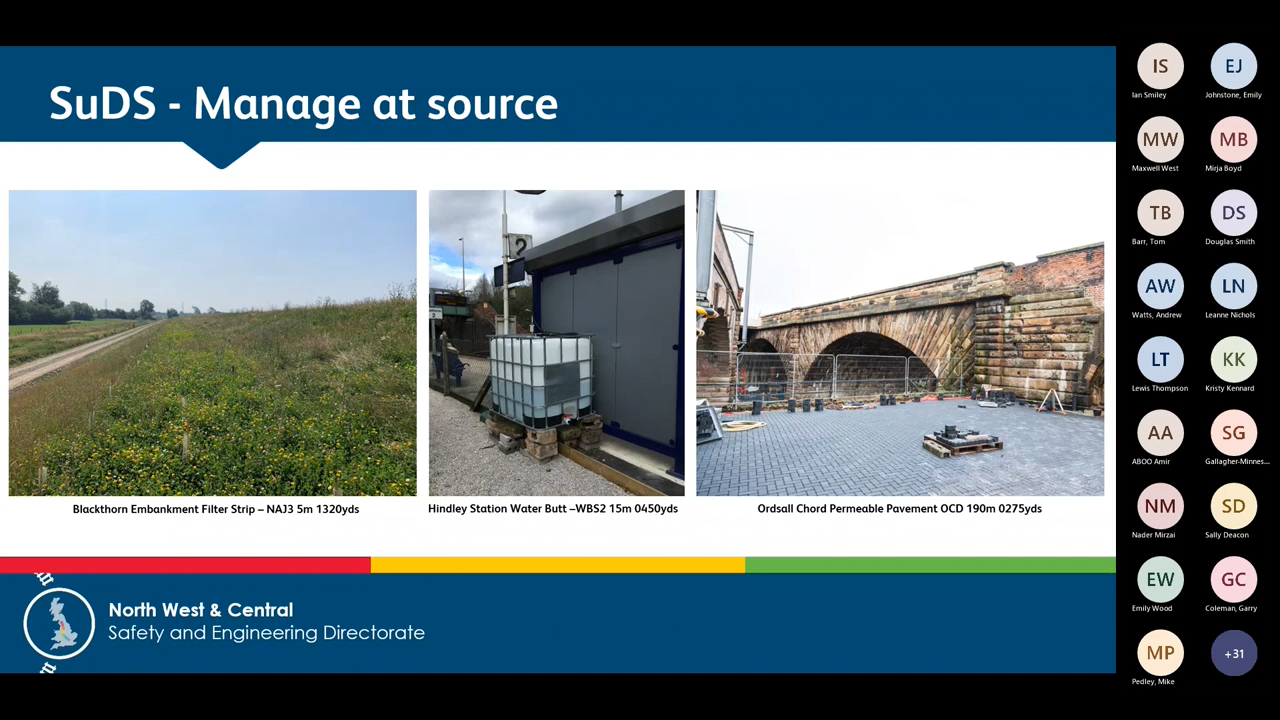 SuDS - Manage at source
2
Blackthorn Embankment Filter Strip – NAJ3 5m 1320yds
Hindley Station Water Butt –WBS2 15m 0450yds
Ordsall Chord Permeable Pavement OCD 190m 0275yds
North West & Central
Safety and Engineering Directorate
IS
Ian Smiley
EJ
Johnstone, Emily
MW
Maxwell West
MB
Mirja Boyd
TB
Barr, Tom
DS
Douglas Smith
AW
Watts, Andrew
LN
Leanne Nichols
LT
Lewis Thompson
KK
Kristy Kennard
AA
ABOO Amir
SG
Gallagher-Minnes...
NM
Nader Mirzai
SD
Sally Deacon
EW
Emily Wood
GC
Coleman, Garry
MP
Pedley, Mike
+31